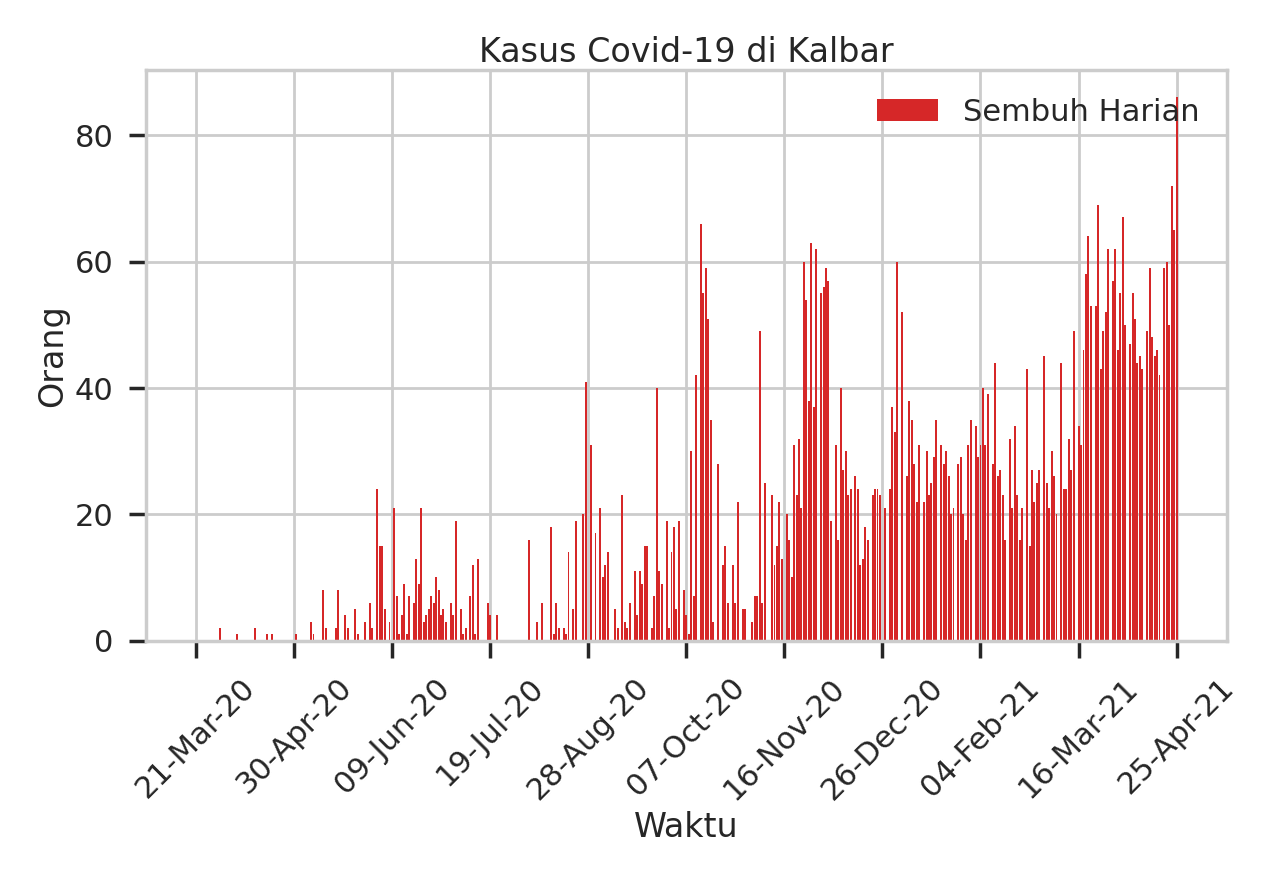 Kasus Covid-19 di Kalbar
Sembuh Harian
Orang
80
60
40
20
0
21-Mar-20
30-Apr-20
09-Jun-20
19-Jul-20
28-Aug-20
07-Oct-20
16-Nov-20
26-Dec-20
04-Feb-21
16-Mar-21
25-Apr-21
Waktu